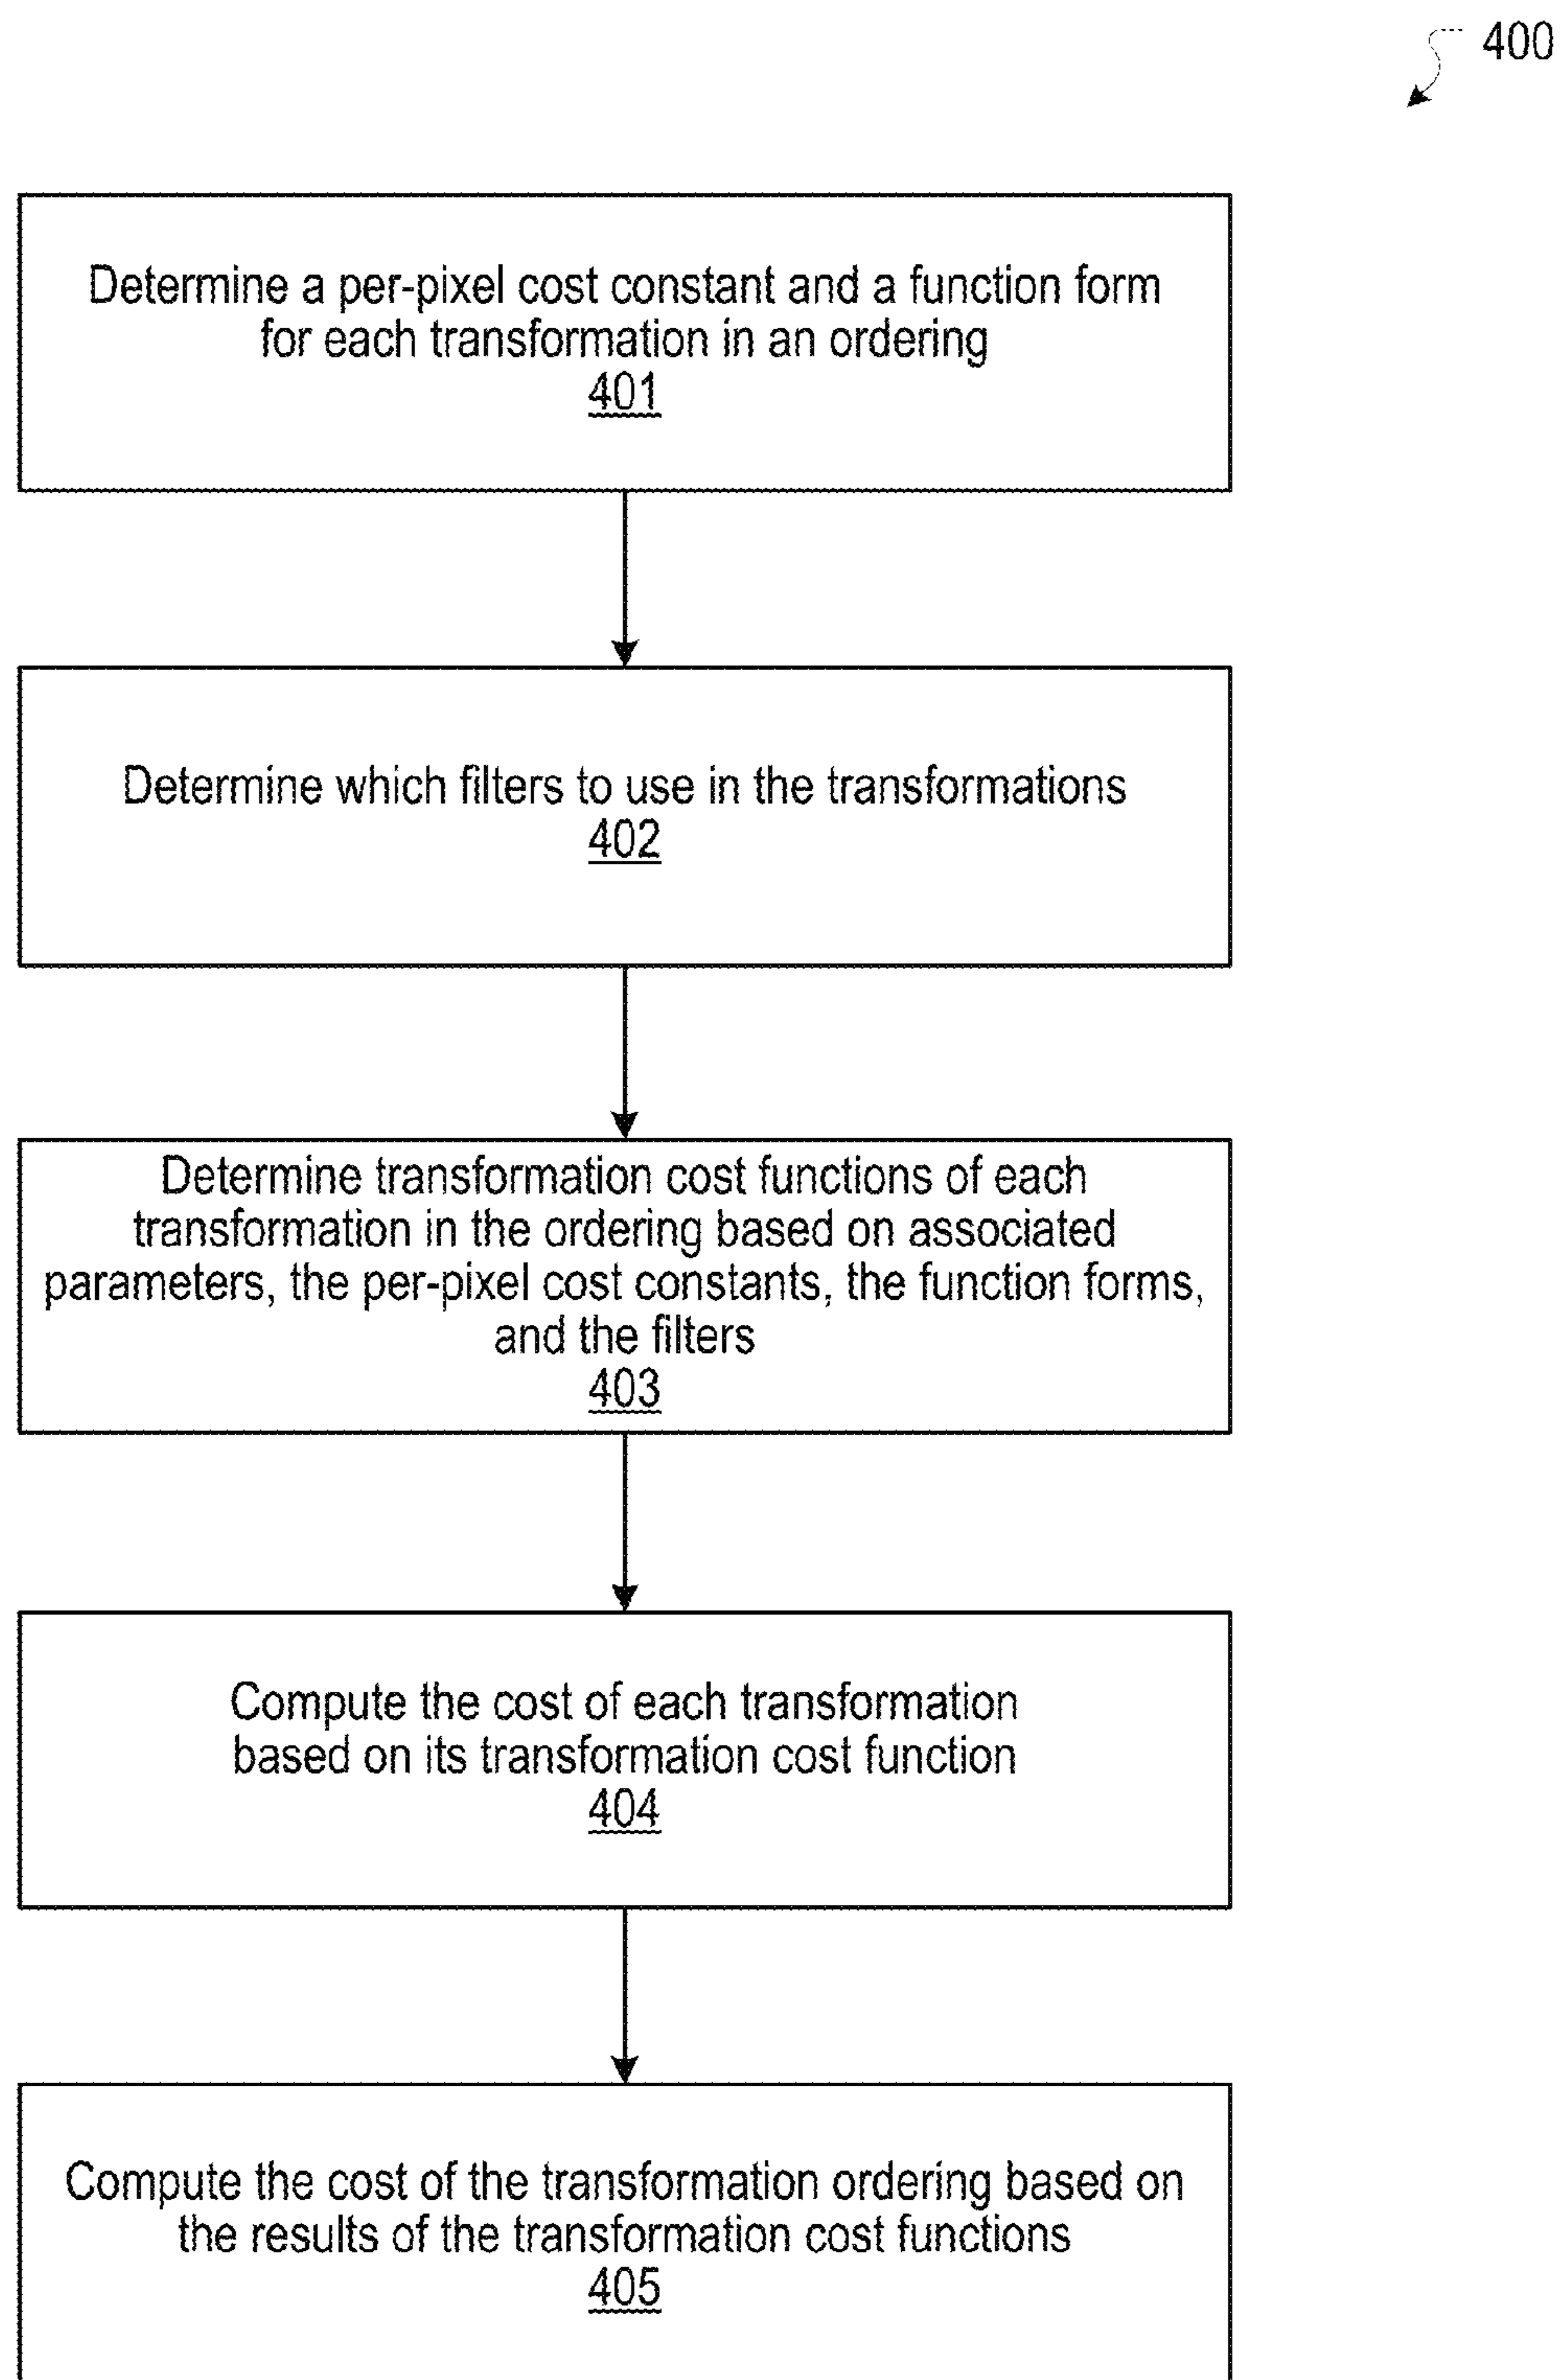 400
Determine a per-pixel cost constant and a function form
for each transformation in an ordering
401
Determine which filters to use in the transformations
402
Determine transformation cost functions of each
transformation in the ordering based on associated
parameters, the per-pixel cost constants, the function forms,
and the filters
403
Compute the cost of each transformation
based on its transformation cost function
404
Compute the cost of the transformation ordering based on
the results of the transformation cost functions
405